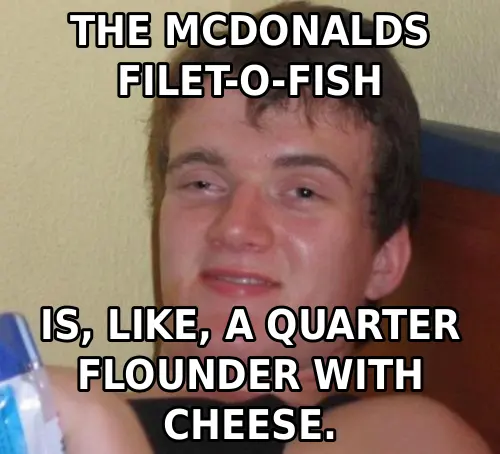 THE MCDONALDS
FILET-O-FISH
IS, LIKE, A QUARTER
FLOUNDER WITH
CHEESE.